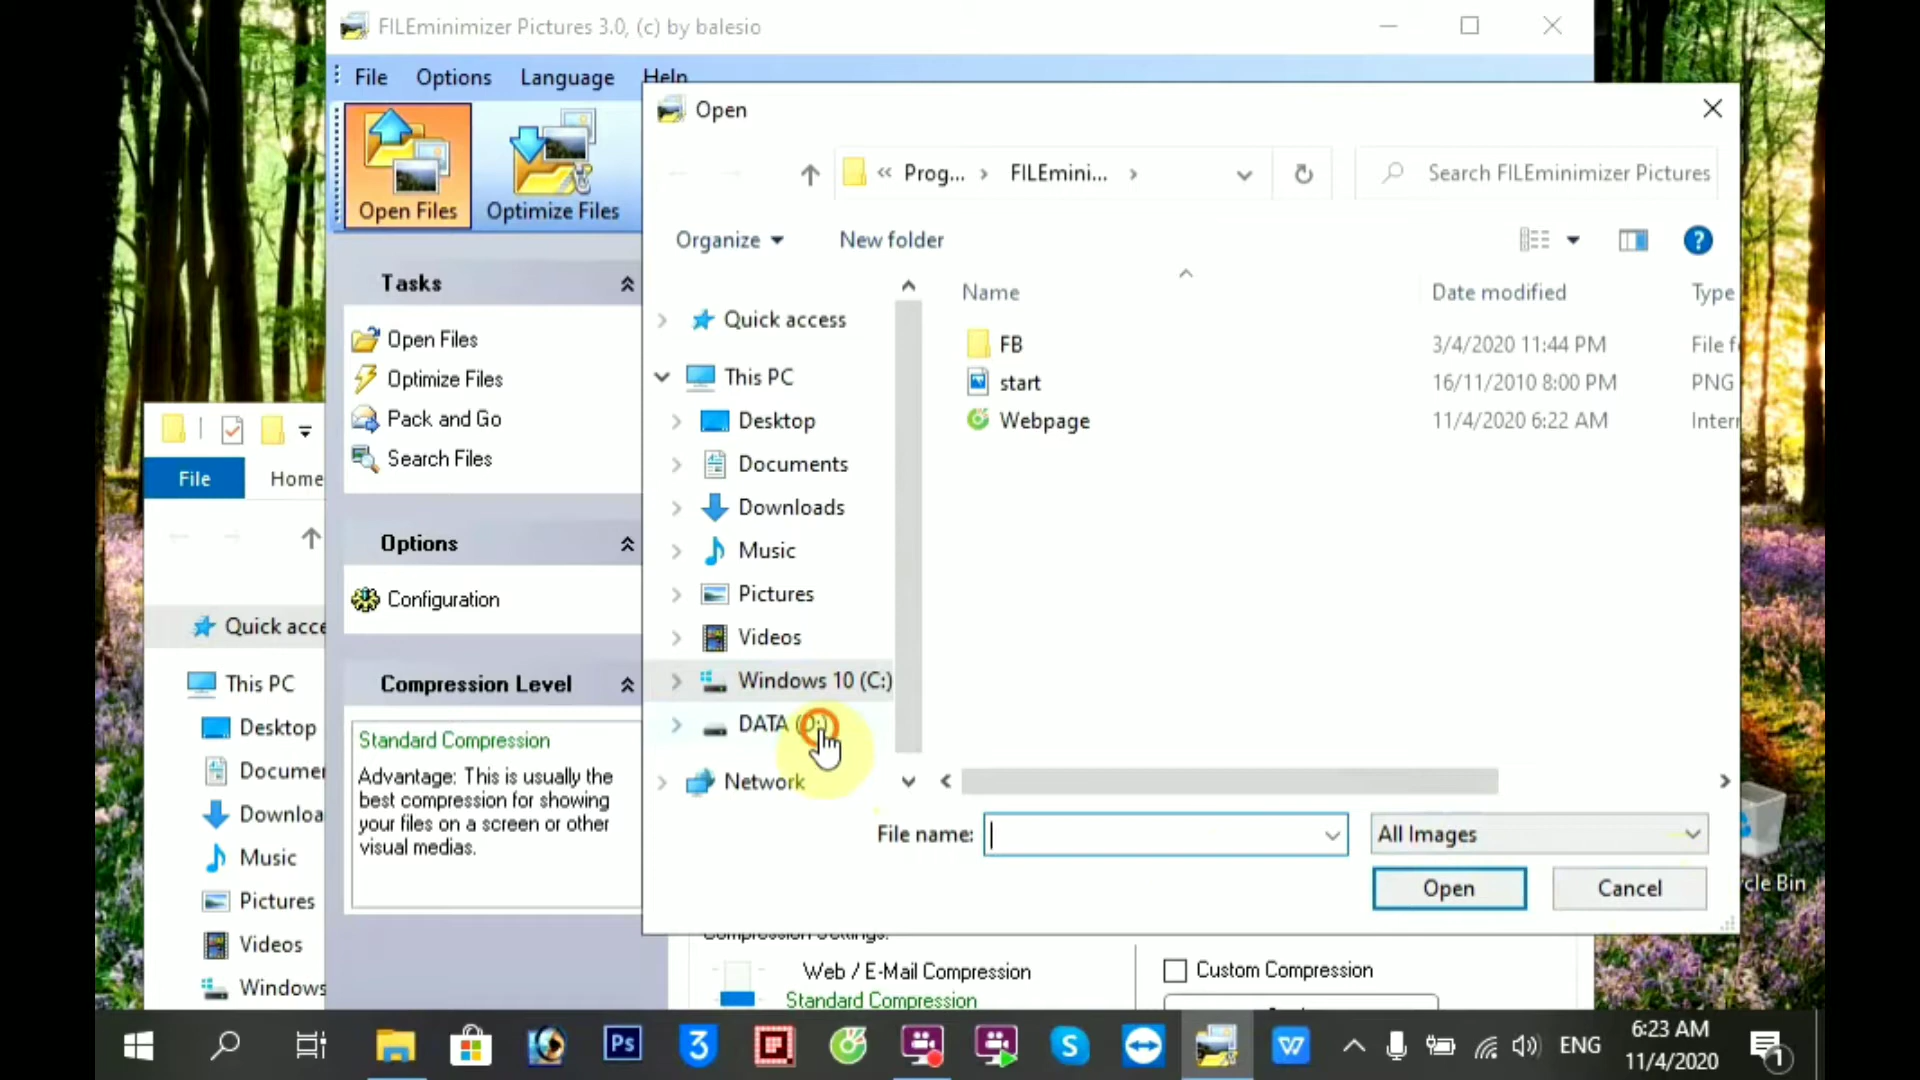 FILEminimizer Pictures 3.0, (c) by balesio
File Options Language Help
Open Files
Optimize Files
Tasks
Open Files
Optimize Files
Pack and Go
Search Files
Options
Configuration
Compression Level
Standard Compression
Advantage: This is usually the
best compression for showing
your files on a screen or other
visual medias.
Open
« Prog... › FILEmini... ›
Search FILEminimizer Pictures
Organize
New folder
Name
Date modified
Type
Quick access
This PC
Desktop
Documents
Downloads
Music
Pictures
Videos
Windows 10 (C:)
DATA (D:)
Network
FB 3/4/2020 11:44 PM File f
start 16/11/2010 8:00 PM PNG
Webpage 11/4/2020 6:22 AM Inter
File name:
All Images
Open
Cancel
Compression Settings:
Web / E-Mail Compression
Standard Compression
Custom Compression
File
Home
Quick acce
This PC
Desktop
Documen
Downloa
Music
Pictures
Videos
Windows
cle Bin
Ps
3
W
ENG
6:23 AM
11/4/2020
1